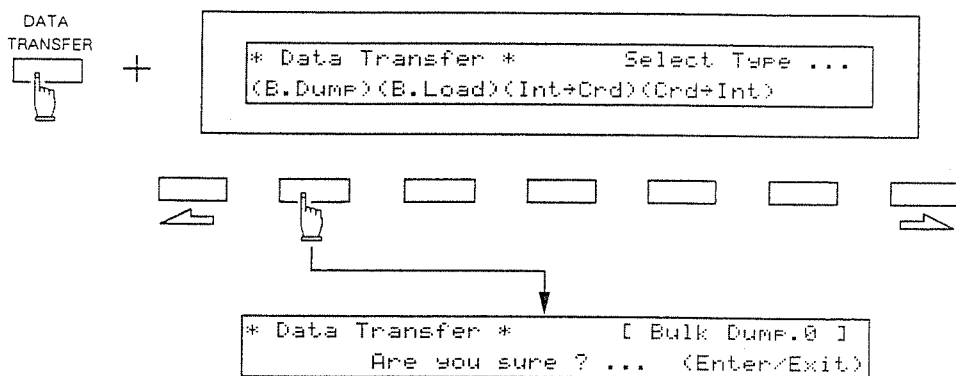 DATA
TRANSFER
+
* Data Transfer * Select Type ...
(B.Dump)(B.Load)(Int→Crd)(Crd→Int)
* Data Transfer * [ Bulk Dump.0 ]
Are you sure ? ... (Enter/Exit)